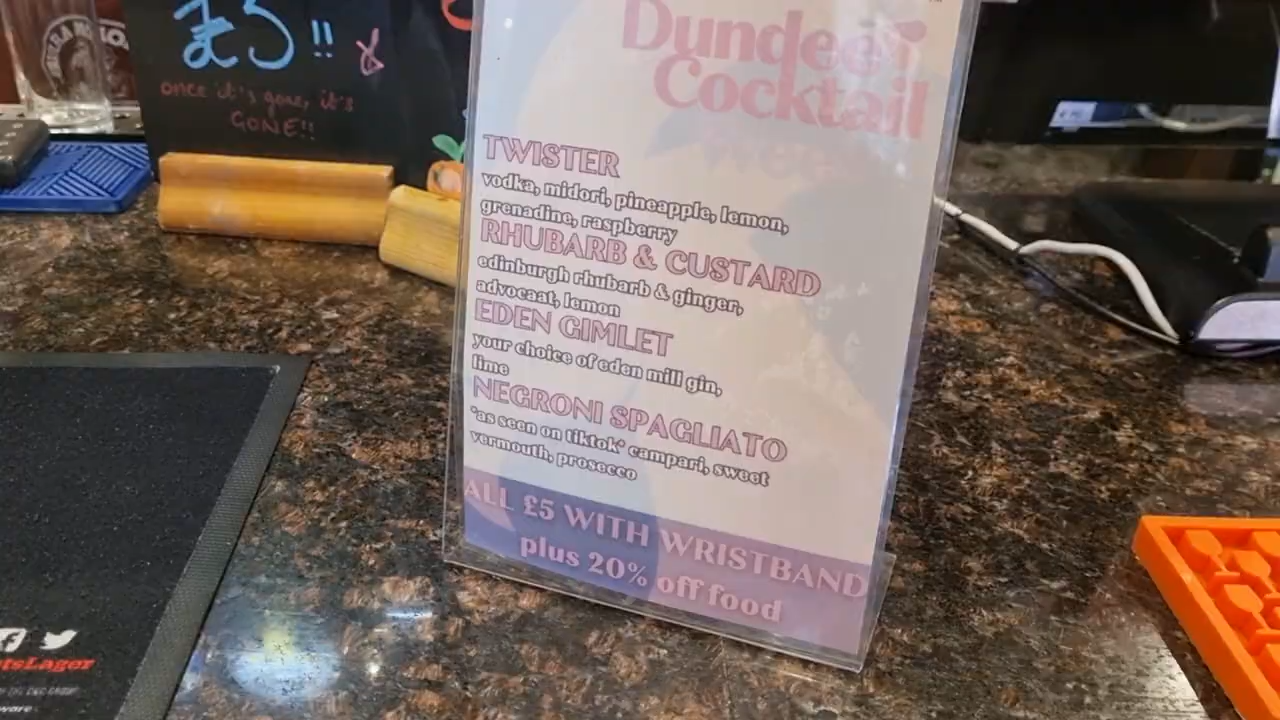 £5!!
once it's gone, it's
GONE!!
Dundee
Cocktail
TWISTER
vodka, midori, pineapple, lemon,
grenadine, raspberry
RHUBARB & CUSTARD
edinburgh rhubarb & ginger,
advocaat, lemon
EDEN GIMLET
your choice of eden mill gin,
lime
NEGRONI SPAGLIATO
*as seen on tiktok* campari, sweet
vermouth, prosecco
ALL £5 WITH WRISTBAND
plus 20% off food